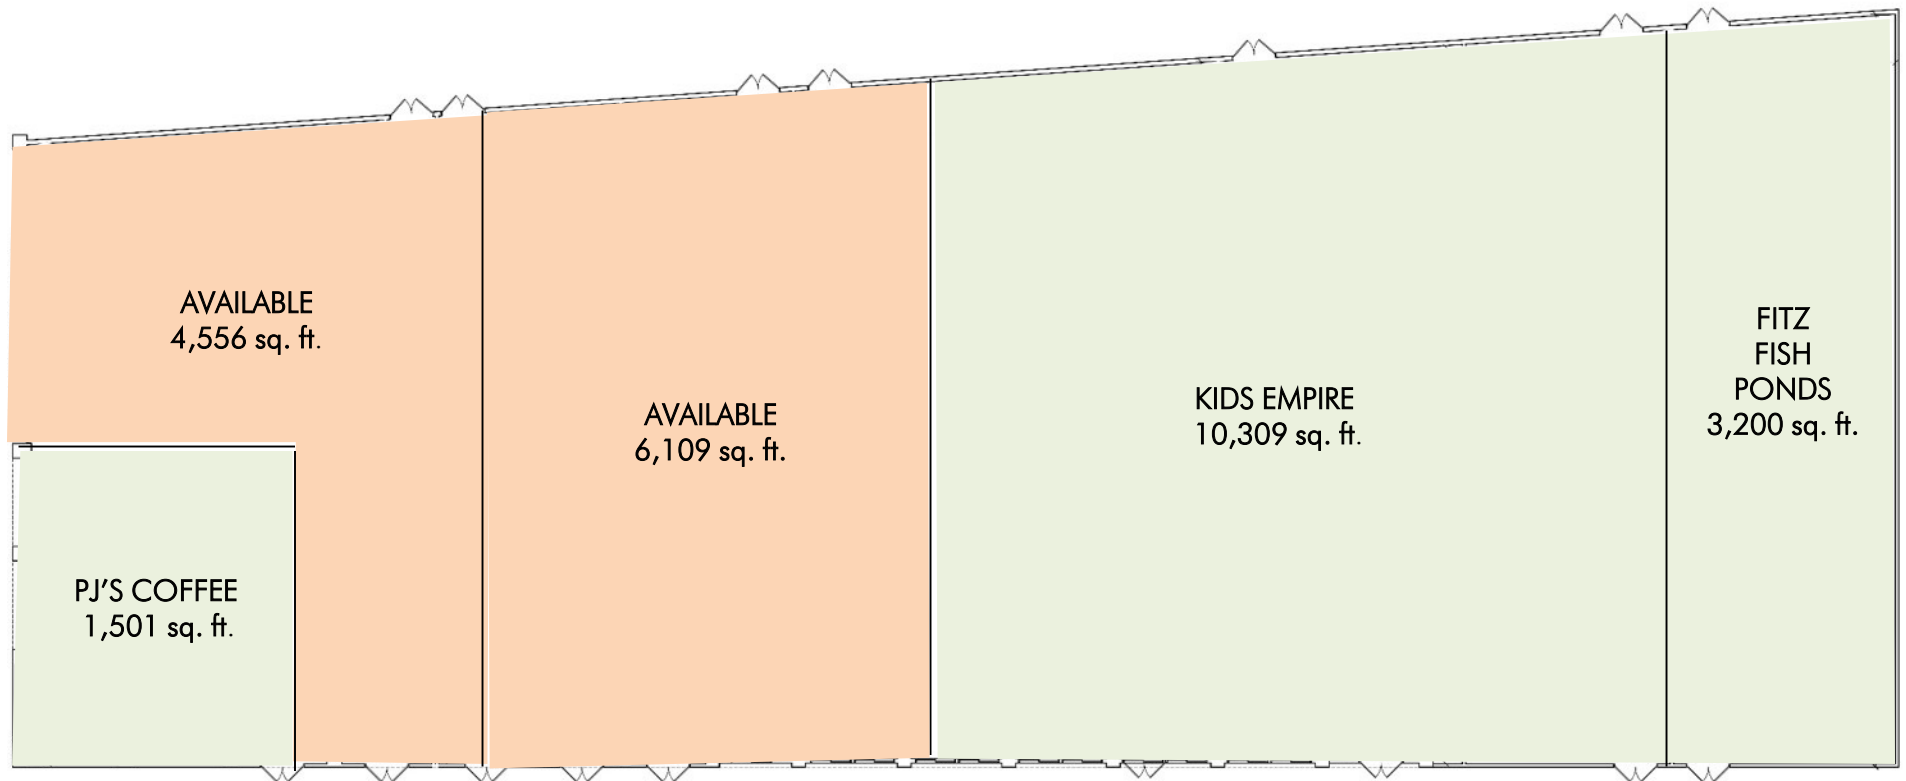 AVAILABLE
4,556 sq. ft.
AVAILABLE
6,109 sq. ft.
KIDS EMPIRE
10,309 sq. ft.
FITZ
FISH
PONDS
3,200 sq. ft.
PJ’S COFFEE
1,501 sq. ft.